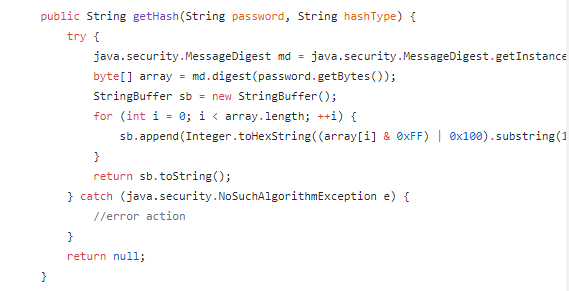 public String getHash(String password, String hashType) {
try {
java.security.MessageDigest md = java.security.MessageDigest.getInstance
byte[] array = md.digest(password.getBytes());
StringBuffer sb = new StringBuffer();
for (int i = 0; i < array.length; ++i) {
sb.append(Integer.toHexString((array[i] & 0xFF) | 0x100).substring(1
}
return sb.toString();
} catch (java.security.NoSuchAlgorithmException e) {
//error action
}
return null;
}